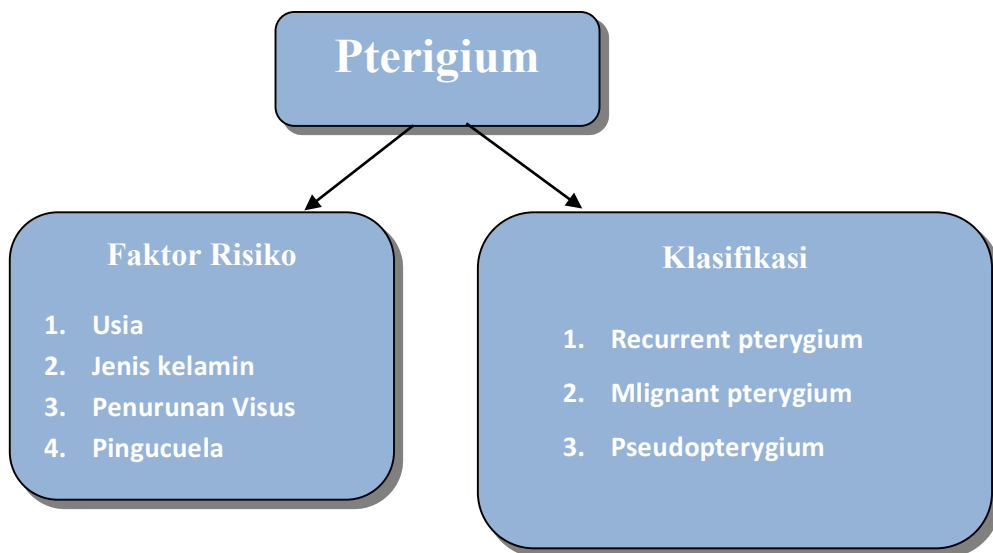 Pterigium
Faktor Risiko
1. Usia
2. Jenis kelamin
3. Penurunan Visus
4. Pingucuela
Klasifikasi
1. Recurrent pterygium
2. Mlignant pterygium
3. Pseudopterygium